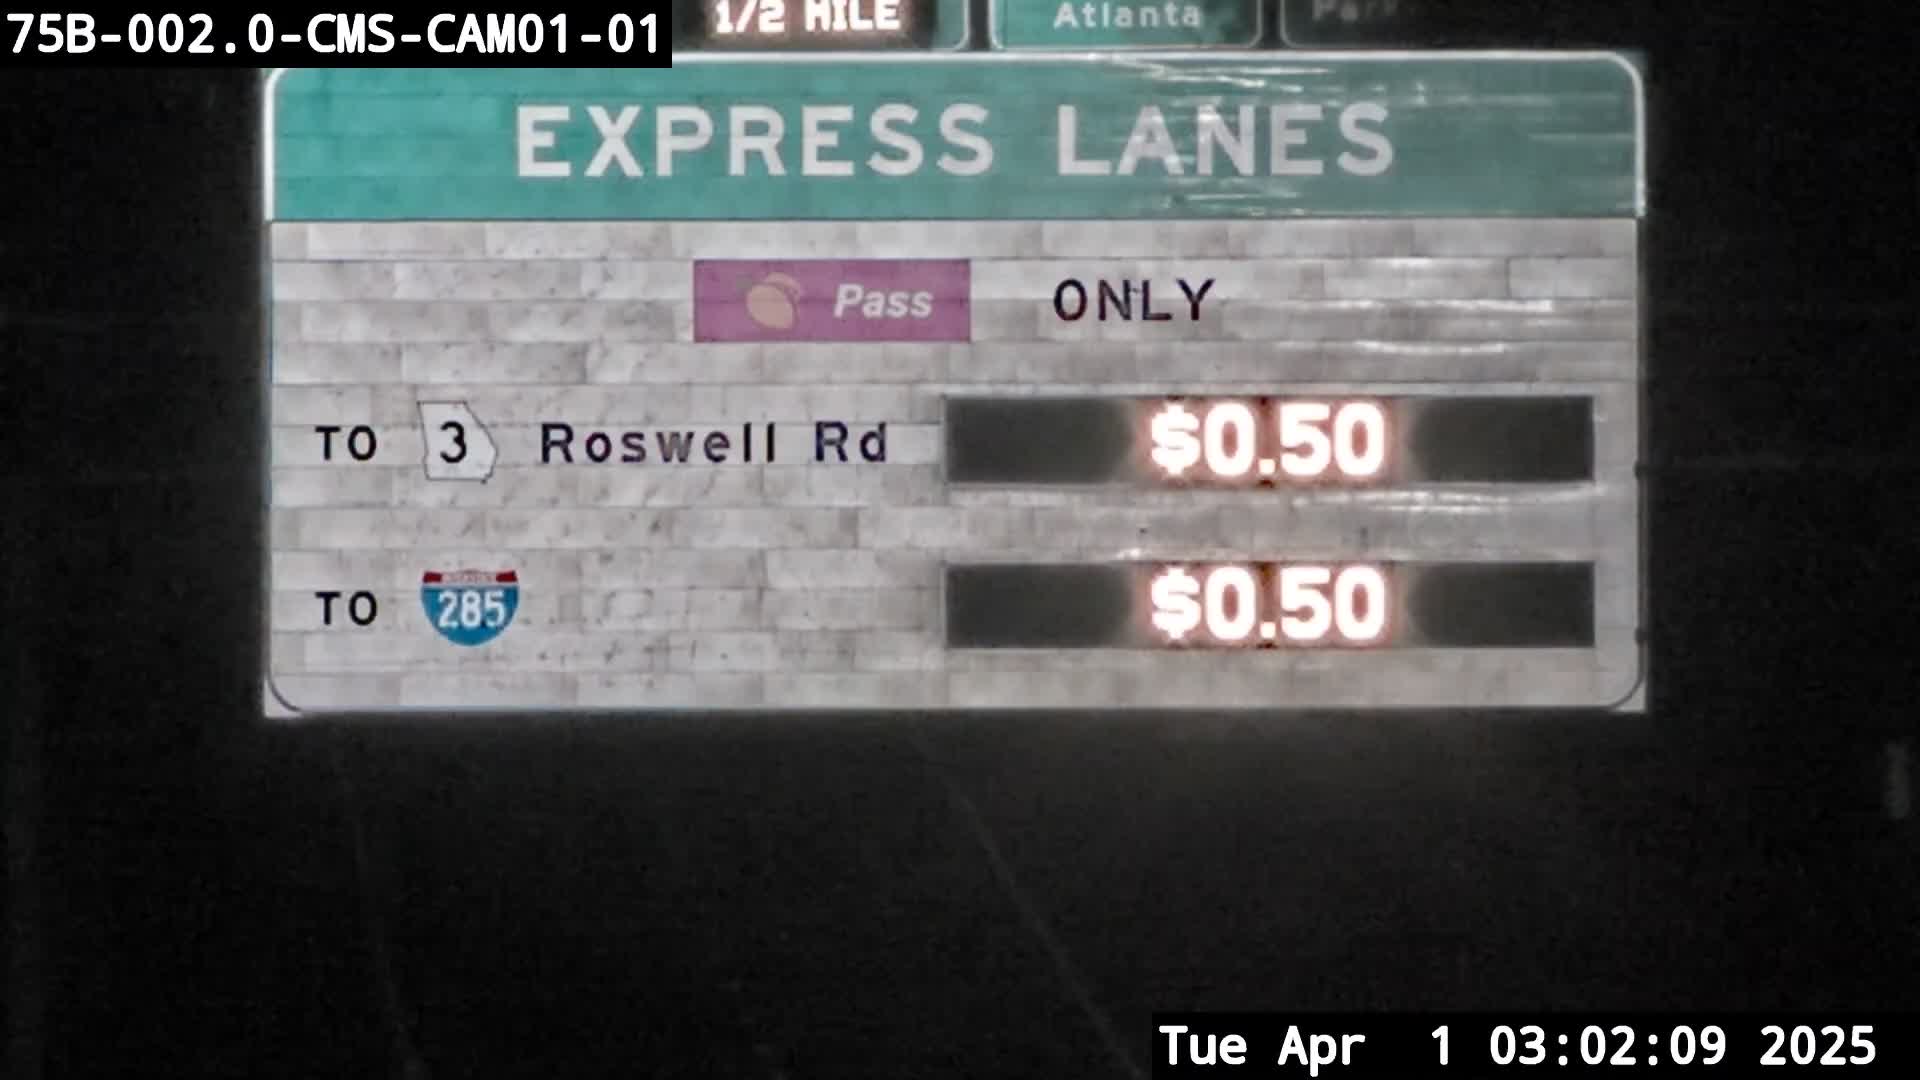 75B-002.0-CMS-CAM01-01
1/2 MILE
Atlanta
Park
EXPRESS LANES
Pass ONLY
TO 3 Roswell Rd $0.50
TO 285 $0.50
Tue Apr 1 03:02:09 2025